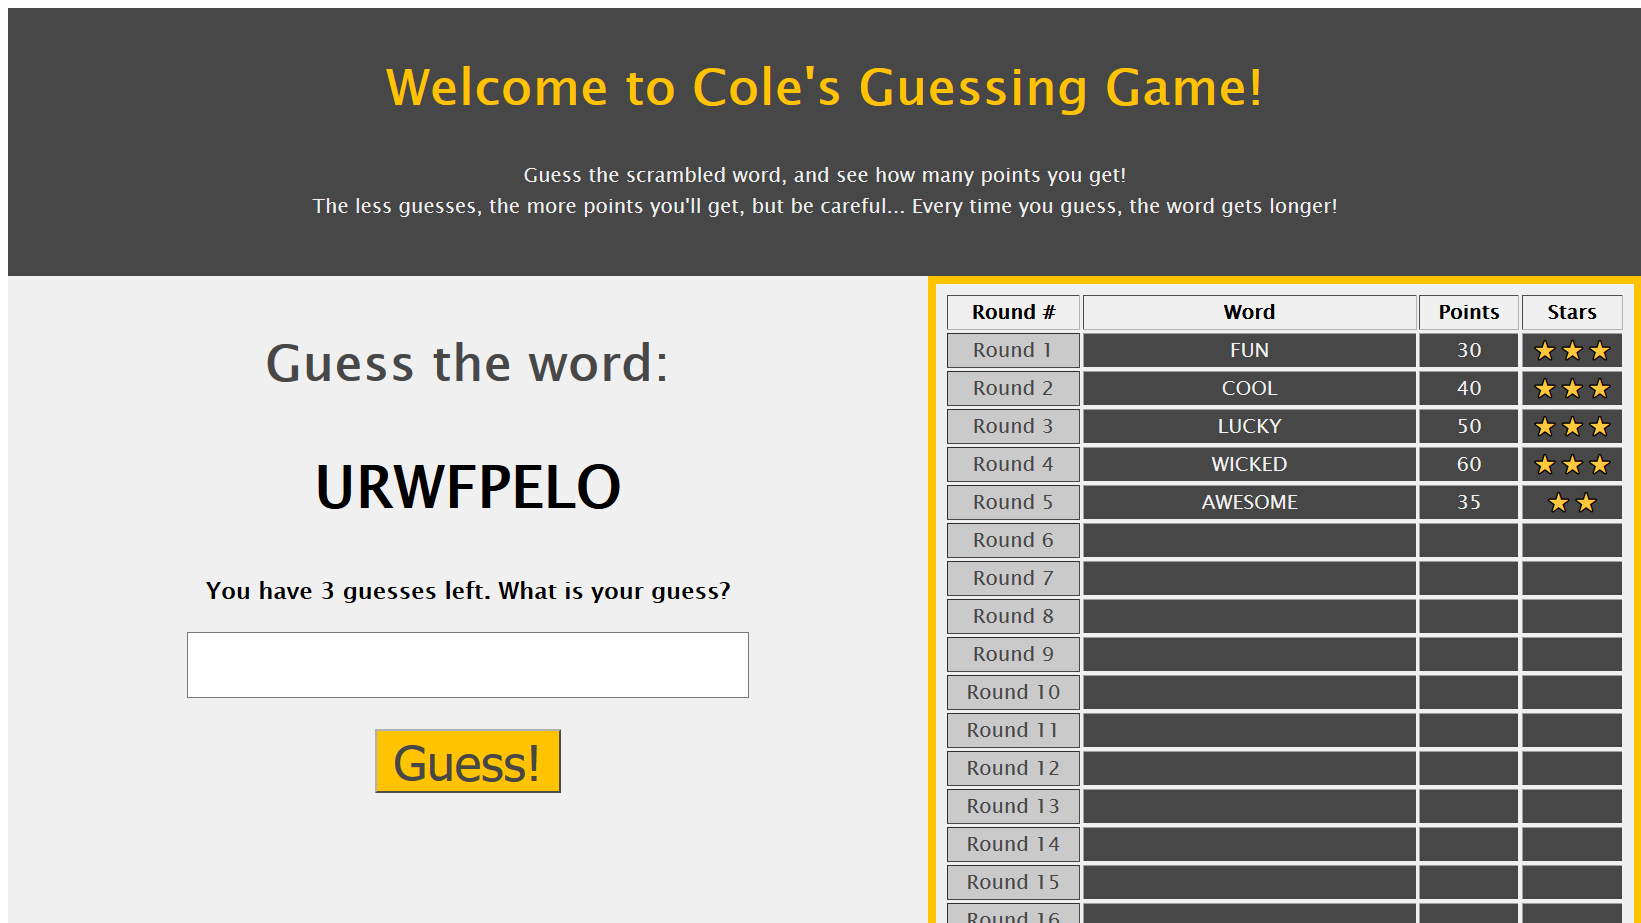 Welcome to Cole's Guessing Game!
Guess the scrambled word, and see how many points you get!
The less guesses, the more points you'll get, but be careful... Every time you guess, the word gets longer!
Guess the word:
URWFPELO
You have 3 guesses left. What is your guess?
Guess!
Round # Word Points Stars
Round 1 FUN 30
Round 2 COOL 40
Round 3 LUCKY 50
Round 4 WICKED 60
Round 5 AWESOME 35
Round 6
Round 7
Round 8
Round 9
Round 10
Round 11
Round 12
Round 13
Round 14
Round 15
Round 16